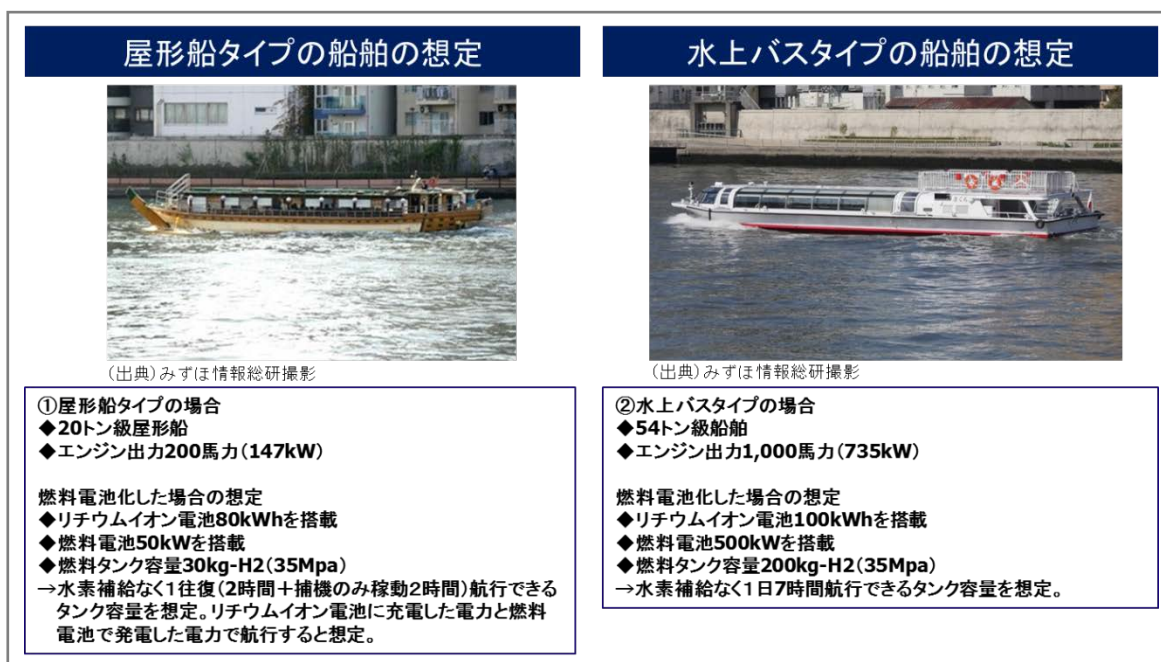 屋形船タイプの船舶の想定
(出典)みずほ情報総研撮影
①屋形船タイプの場合
◆20トン級屋形船
◆エンジン出力200馬力(147kW)
燃料電池化した場合の想定
◆リチウムイオン電池80kWhを搭載
◆燃料電池50kWを搭載
◆燃料タンク容量30kg-H2(35Mpa)
→水素補給なく1往復(2時間+捕機のみ稼動2時間)航行できる
タンク容量を想定。リチウムイオン電池に充電した電力と燃料
電池で発電した電力で航行すると想定。
水上バスタイプの船舶の想定
(出典)みずほ情報総研撮影
②水上バスタイプの場合
◆54トン級船舶
◆エンジン出力1,000馬力(735kW)
燃料電池化した場合の想定
◆リチウムイオン電池100kWhを搭載
◆燃料電池500kWを搭載
◆燃料タンク容量200kg-H2(35Mpa)
→水素補給なく1日7時間航行できるタンク容量を想定。